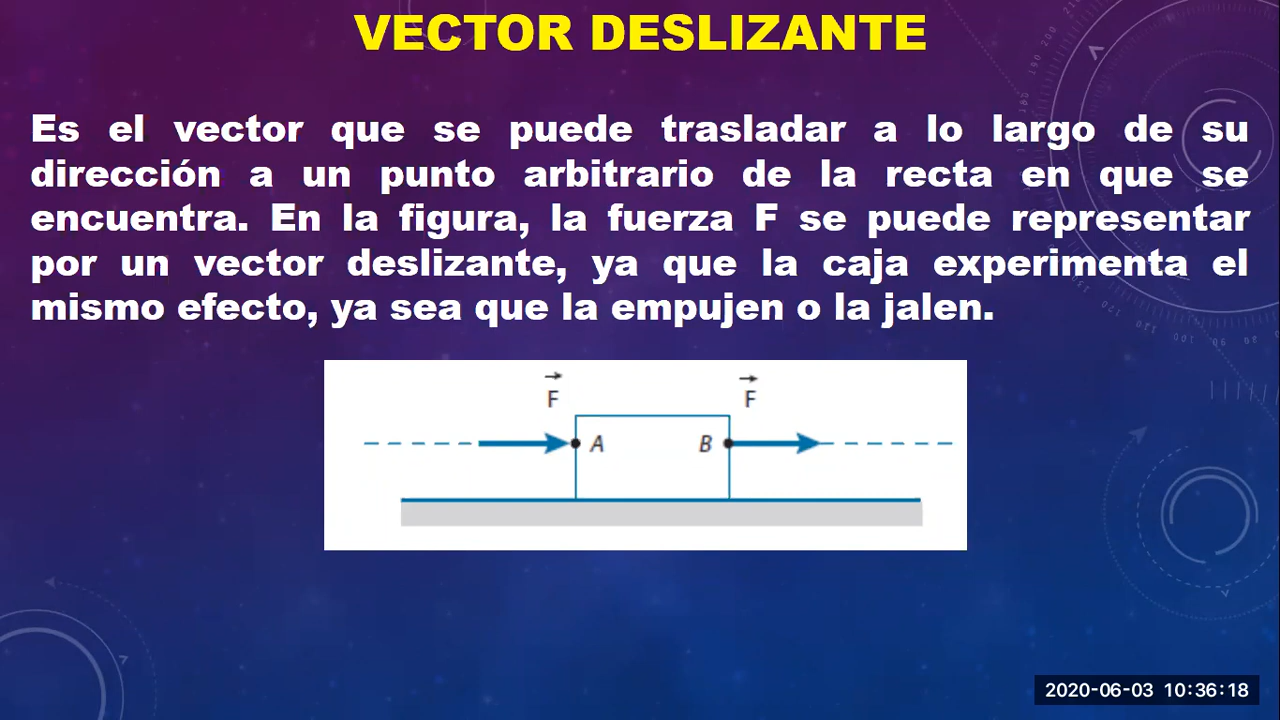 VECTOR DESLIZANTE
Es el vector que se puede trasladar a lo largo de su
dirección a un punto arbitrario de la recta en que se
encuentra. En la figura, la fuerza F se puede representar
por un vector deslizante, ya que la caja experimenta el
mismo efecto, ya sea que la empujen o la jalen.
F F
A B
2020-06-03 10:36:18